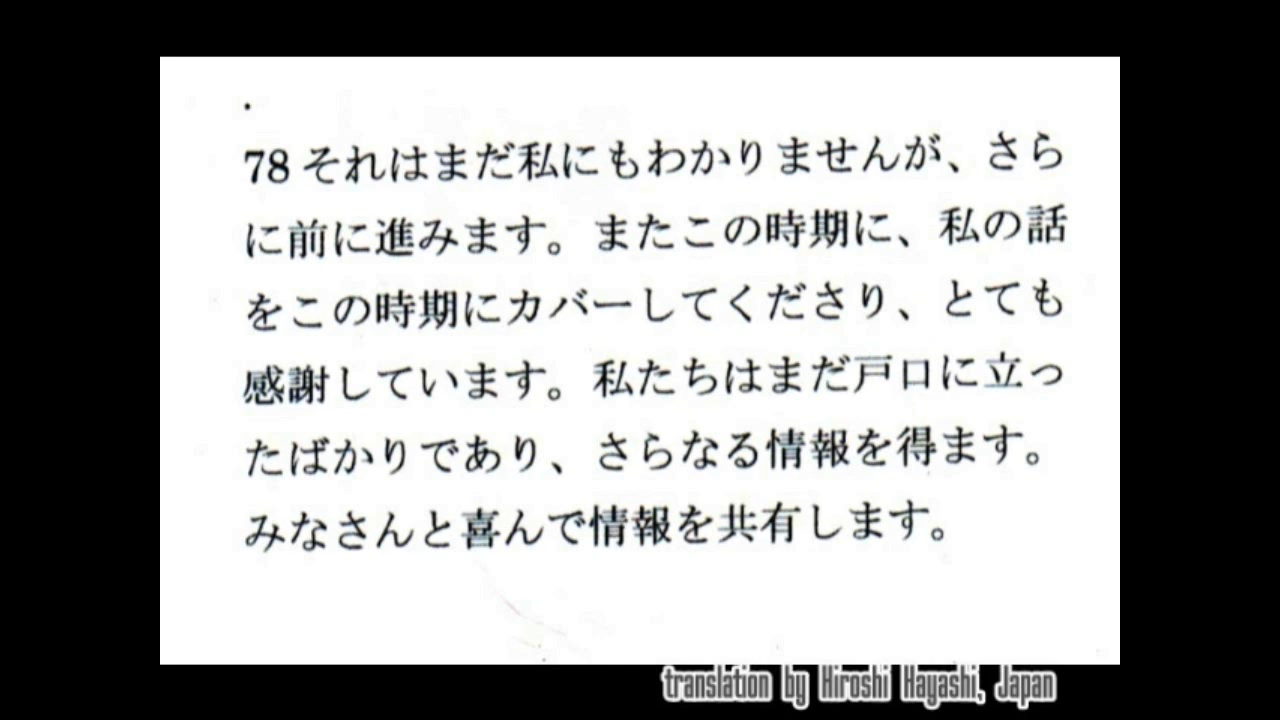 78それはまだ私にもわかりませんが、さら
に前に進みます。またこの時期に、私の話
をこの時期にカバーしてくださり、とても
感謝しています。私たちはまだ戸口に立っ
たばかりであり、さらなる情報を得ます。
みなさんと喜んで情報を共有します。
translation by Hiroshi Hayashi, Japan